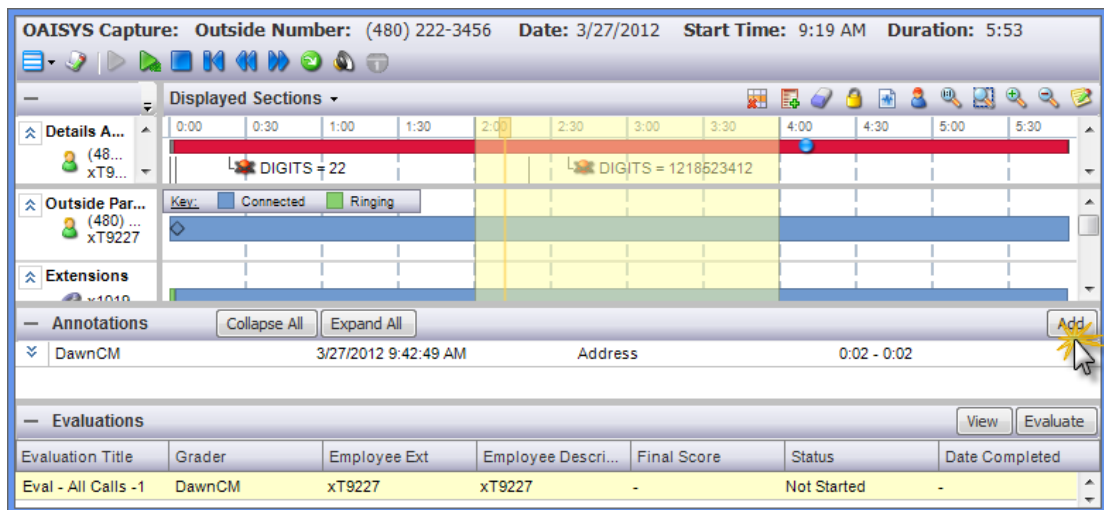 OAISYS Capture: Outside Number: (480) 222-3456 Date: 3/27/2012 Start Time: 9:19 AM Duration: 5:53
Displayed Sections
0:00 0:30 1:00 1:30 2:00 2:30 3:00 3:30 4:00 4:30 5:00 5:30
Details A...
(48...
xT9...
DIGITS = 22 DIGITS = 1218523412
Outside Par...
(480) ...
xT9227
Key: Connected Ringing
Extensions
x1019
Annotations Collapse All Expand All Add
DawnCM 3/27/2012 9:42:49 AM Address 0:02 - 0:02
Evaluations View Evaluate
Evaluation Title Grader Employee Ext Employee Descri... Final Score Status Date Completed
Eval - All Calls -1 DawnCM xT9227 xT9227 - Not Started -